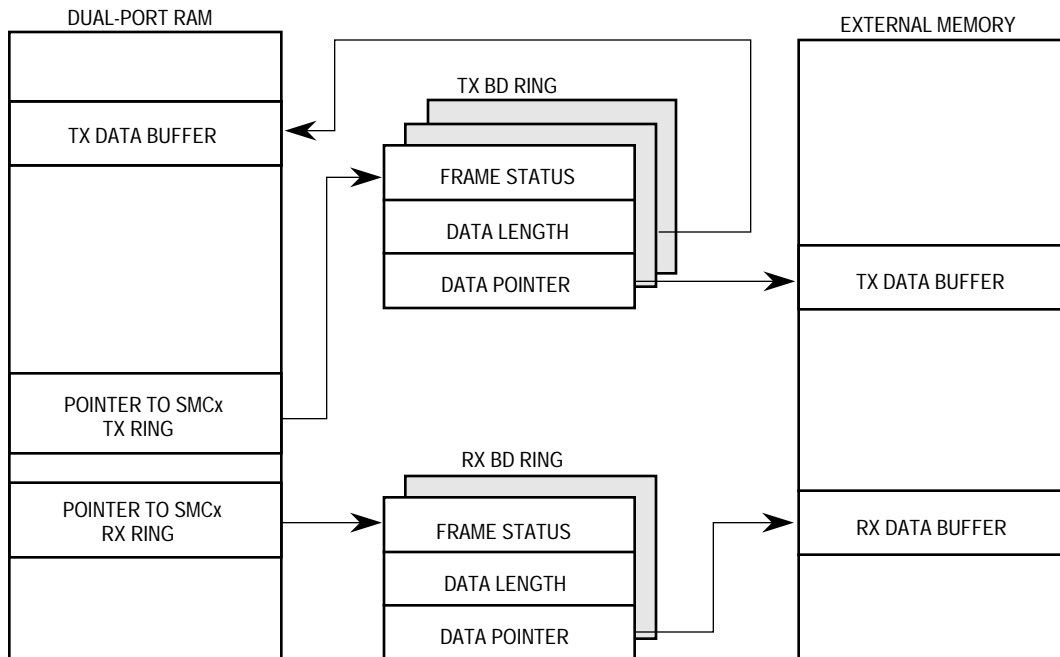 DUAL-PORT RAM
EXTERNAL MEMORY
TX BD RING
TX DATA BUFFER
FRAME STATUS
DATA LENGTH
DATA POINTER
TX DATA BUFFER
POINTER TO SMCx
TX RING
RX BD RING
POINTER TO SMCx
RX RING
FRAME STATUS
DATA LENGTH
DATA POINTER
RX DATA BUFFER